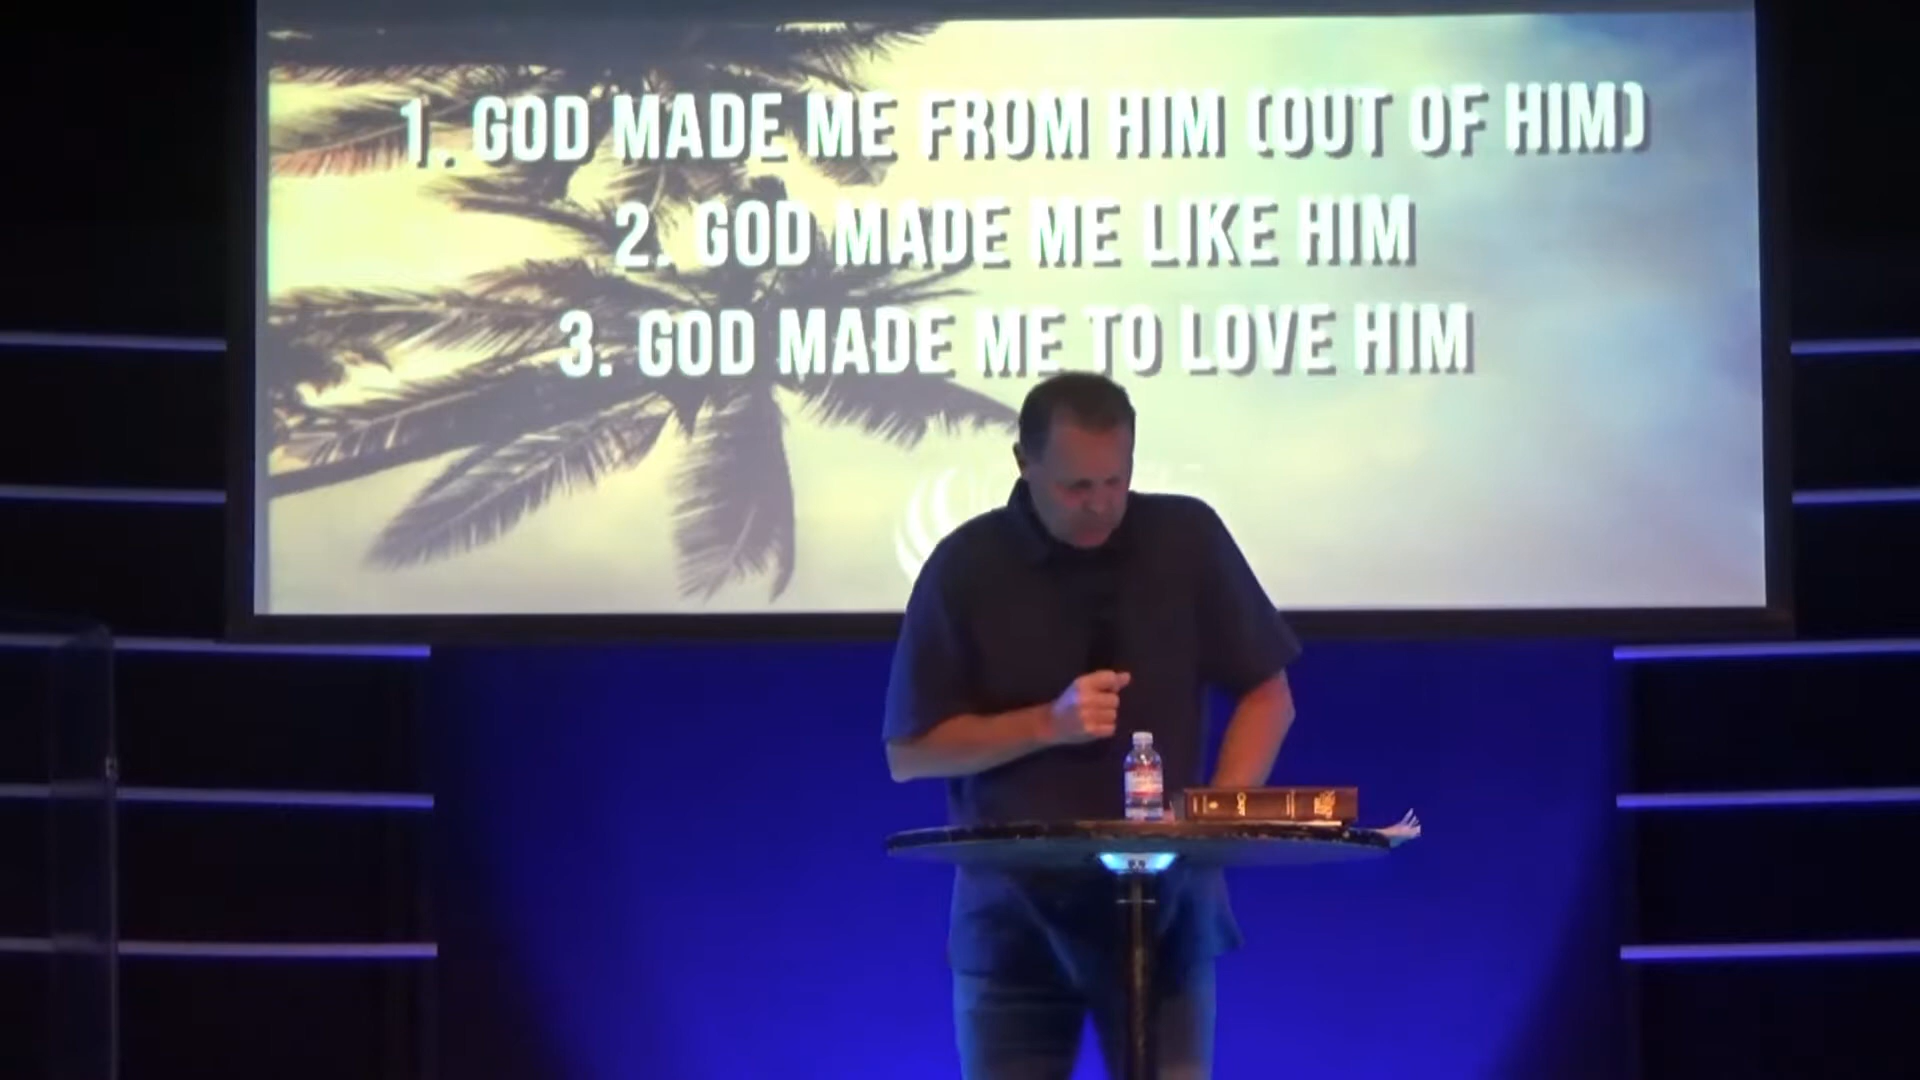 1. GOD MADE ME FROM HIM (OUT OF HIM)
2. GOD MADE ME LIKE HIM
3. GOD MADE ME TO LOVE HIM